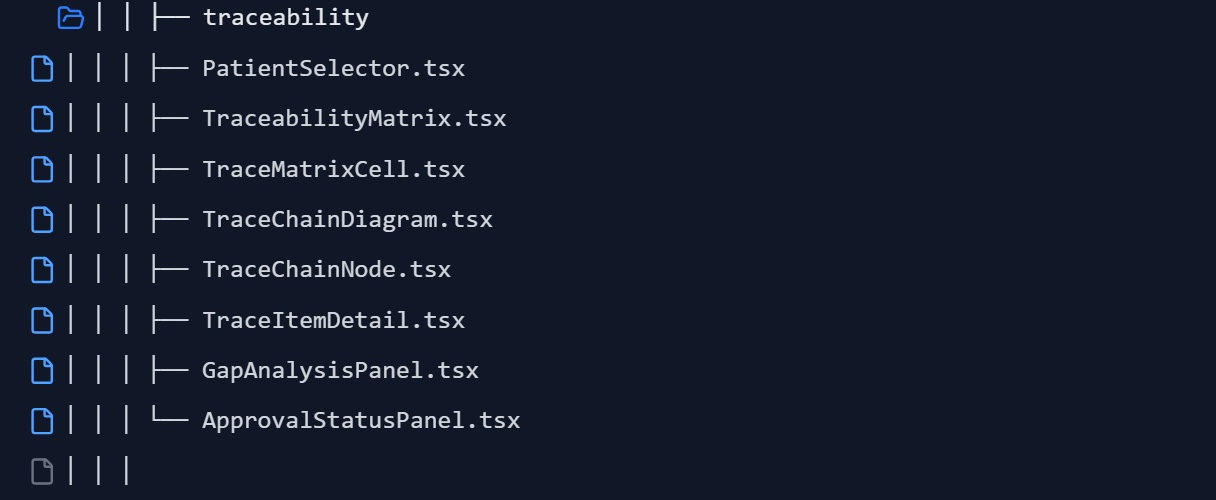 │ │ ├── traceability
│ │ │ ├── PatientSelector.tsx
│ │ │ ├── TraceabilityMatrix.tsx
│ │ │ ├── TraceMatrixCell.tsx
│ │ │ ├── TraceChainDiagram.tsx
│ │ │ ├── TraceChainNode.tsx
│ │ │ ├── TraceItemDetail.tsx
│ │ │ ├── GapAnalysisPanel.tsx
│ │ │ └── ApprovalStatusPanel.tsx
│ │ │